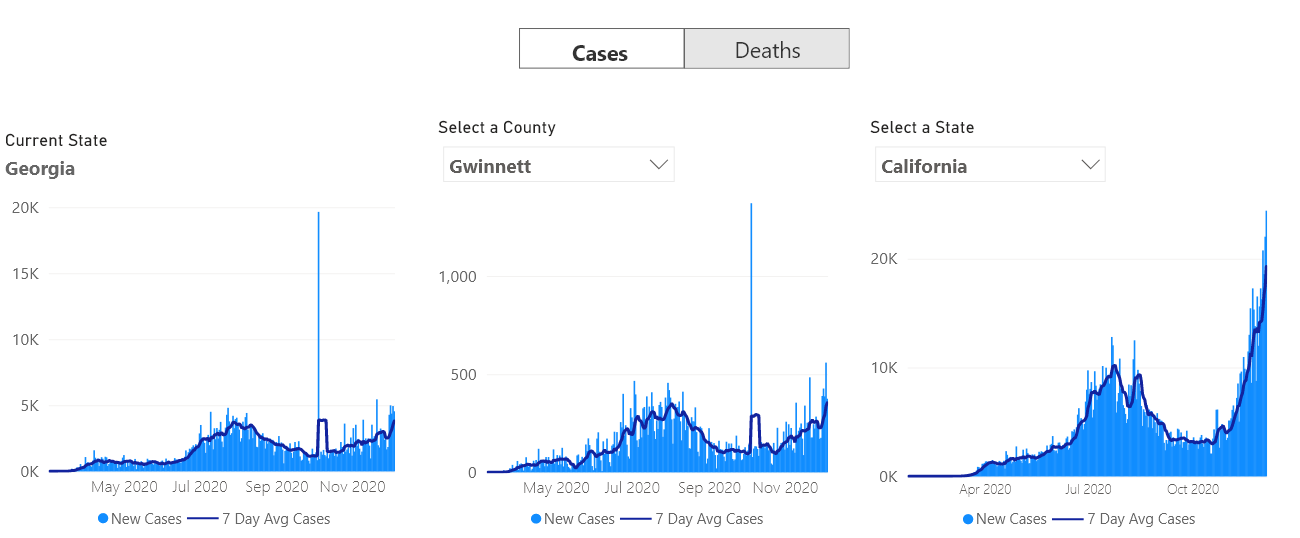 Cases Deaths
Current State
Georgia
20K
15K
10K
5K
0K
May 2020 Jul 2020 Sep 2020 Nov 2020
New Cases 7 Day Avg Cases
Select a County
Gwinnett
1,000
500
0
May 2020 Jul 2020 Sep 2020 Nov 2020
New Cases 7 Day Avg Cases
Select a State
California
20K
10K
0K
Apr 2020 Jul 2020 Oct 2020
New Cases 7 Day Avg Cases